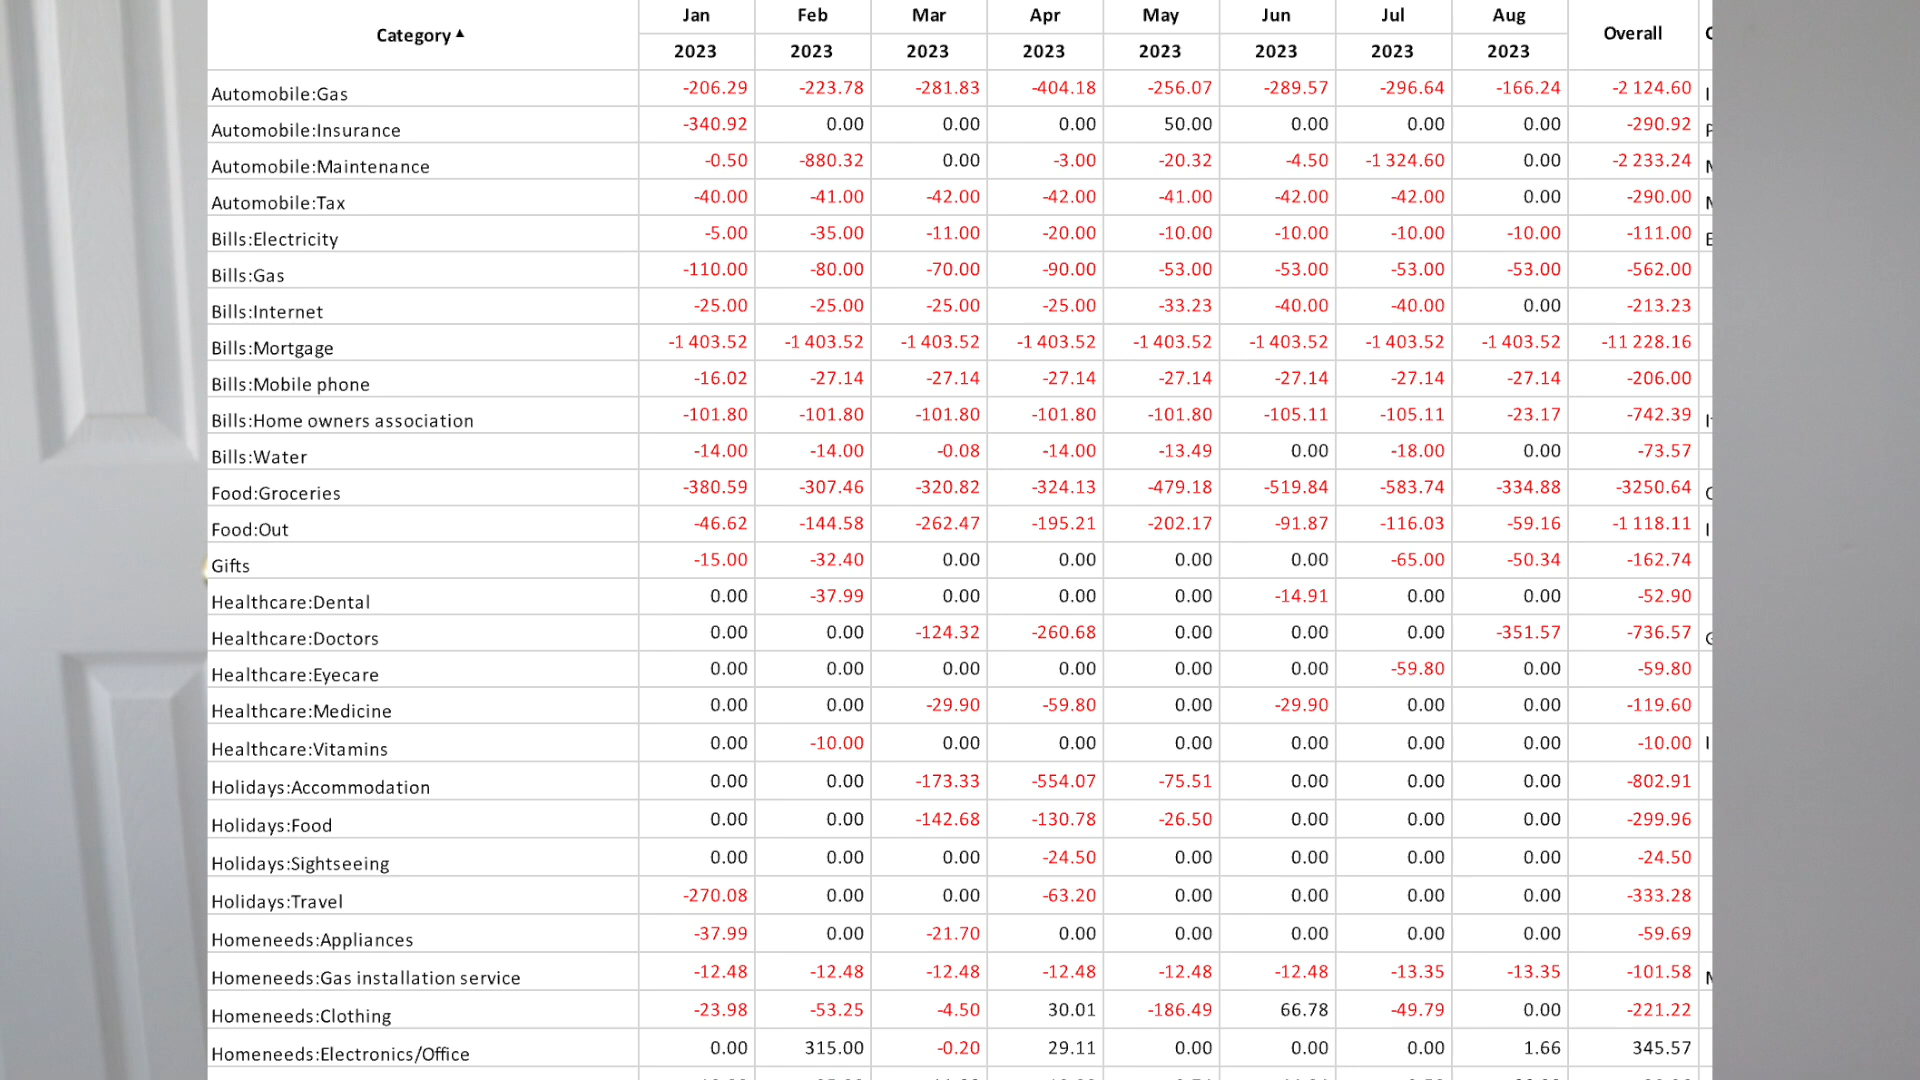 Category ▲ Jan Feb Mar Apr May Jun Jul Aug Overall
2023 2023 2023 2023 2023 2023 2023 2023
Automobile:Gas -206.29 -223.78 -281.83 -404.18 -256.07 -289.57 -296.64 -166.24 -2 124.60
Automobile:Insurance -340.92 0.00 0.00 0.00 50.00 0.00 0.00 0.00 -290.92
Automobile:Maintenance -0.50 -880.32 0.00 -3.00 -20.32 -4.50 -1 324.60 0.00 -2 233.24
Automobile:Tax -40.00 -41.00 -42.00 -42.00 -41.00 -42.00 -42.00 0.00 -290.00
Bills:Electricity -5.00 -35.00 -11.00 -20.00 -10.00 -10.00 -10.00 -10.00 -111.00
Bills:Gas -110.00 -80.00 -70.00 -90.00 -53.00 -53.00 -53.00 -53.00 -562.00
Bills:Internet -25.00 -25.00 -25.00 -25.00 -33.23 -40.00 -40.00 0.00 -213.23
Bills:Mortgage -1 403.52 -1 403.52 -1 403.52 -1 403.52 -1 403.52 -1 403.52 -1 403.52 -1 403.52 -11 228.16
Bills:Mobile phone -16.02 -27.14 -27.14 -27.14 -27.14 -27.14 -27.14 -27.14 -206.00
Bills:Home owners association -101.80 -101.80 -101.80 -101.80 -101.80 -105.11 -105.11 -23.17 -742.39
Bills:Water -14.00 -14.00 -0.08 -14.00 -13.49 0.00 -18.00 0.00 -73.57
Food:Groceries -380.59 -307.46 -320.82 -324.13 -479.18 -519.84 -583.74 -334.88 -3250.64
Food:Out -46.62 -144.58 -262.47 -195.21 -202.17 -91.87 -116.03 -59.16 -1 118.11
Gifts -15.00 -32.40 0.00 0.00 0.00 0.00 -65.00 -50.34 -162.74
Healthcare:Dental 0.00 -37.99 0.00 0.00 0.00 -14.91 0.00 0.00 -52.90
Healthcare:Doctors 0.00 0.00 -124.32 -260.68 0.00 0.00 0.00 -351.57 -736.57
Healthcare:Eyecare 0.00 0.00 0.00 0.00 0.00 0.00 -59.80 0.00 -59.80
Healthcare:Medicine 0.00 0.00 -29.90 -59.80 0.00 -29.90 0.00 0.00 -119.60
Healthcare:Vitamins 0.00 -10.00 0.00 0.00 0.00 0.00 0.00 0.00 -10.00
Holidays:Accommodation 0.00 0.00 -173.33 -554.07 -75.51 0.00 0.00 0.00 -802.91
Holidays:Food 0.00 0.00 -142.68 -130.78 -26.50 0.00 0.00 0.00 -299.96
Holidays:Sightseeing 0.00 0.00 0.00 -24.50 0.00 0.00 0.00 0.00 -24.50
Holidays:Travel -270.08 0.00 0.00 -63.20 0.00 0.00 0.00 0.00 -333.28
Homeneeds:Appliances -37.99 0.00 -21.70 0.00 0.00 0.00 0.00 0.00 -59.69
Homeneeds:Gas installation service -12.48 -12.48 -12.48 -12.48 -12.48 -12.48 -13.35 -13.35 -101.58
Homeneeds:Clothing -23.98 -53.25 -4.50 30.01 -186.49 66.78 -49.79 0.00 -221.22
Homeneeds:Electronics/Office 0.00 315.00 -0.20 29.11 0.00 0.00 0.00 1.66 345.57